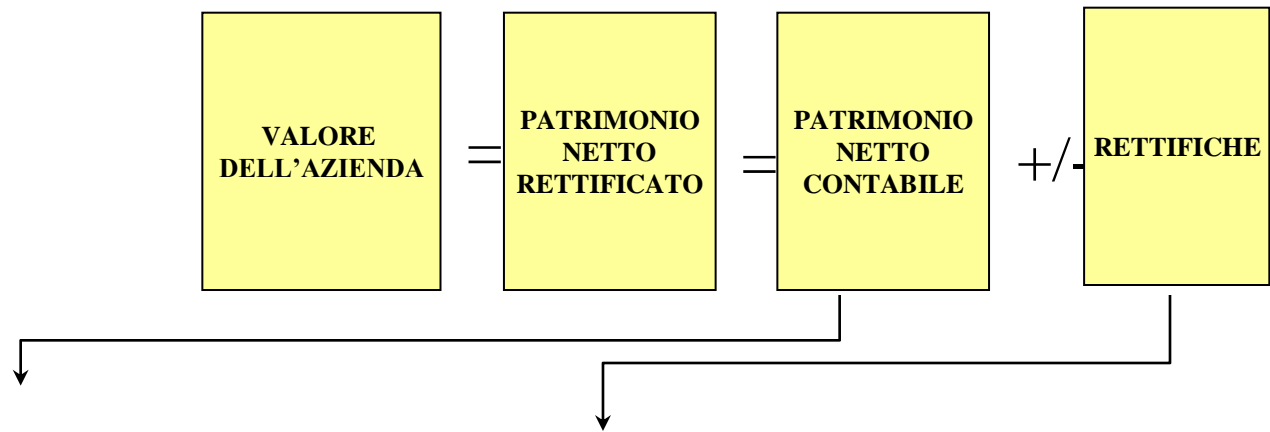 VALORE
DELL’AZIENDA
=
PATRIMONIO
NETTO
RETTIFICATO
=
PATRIMONIO
NETTO
CONTABILE
+/-
RETTIFICHE